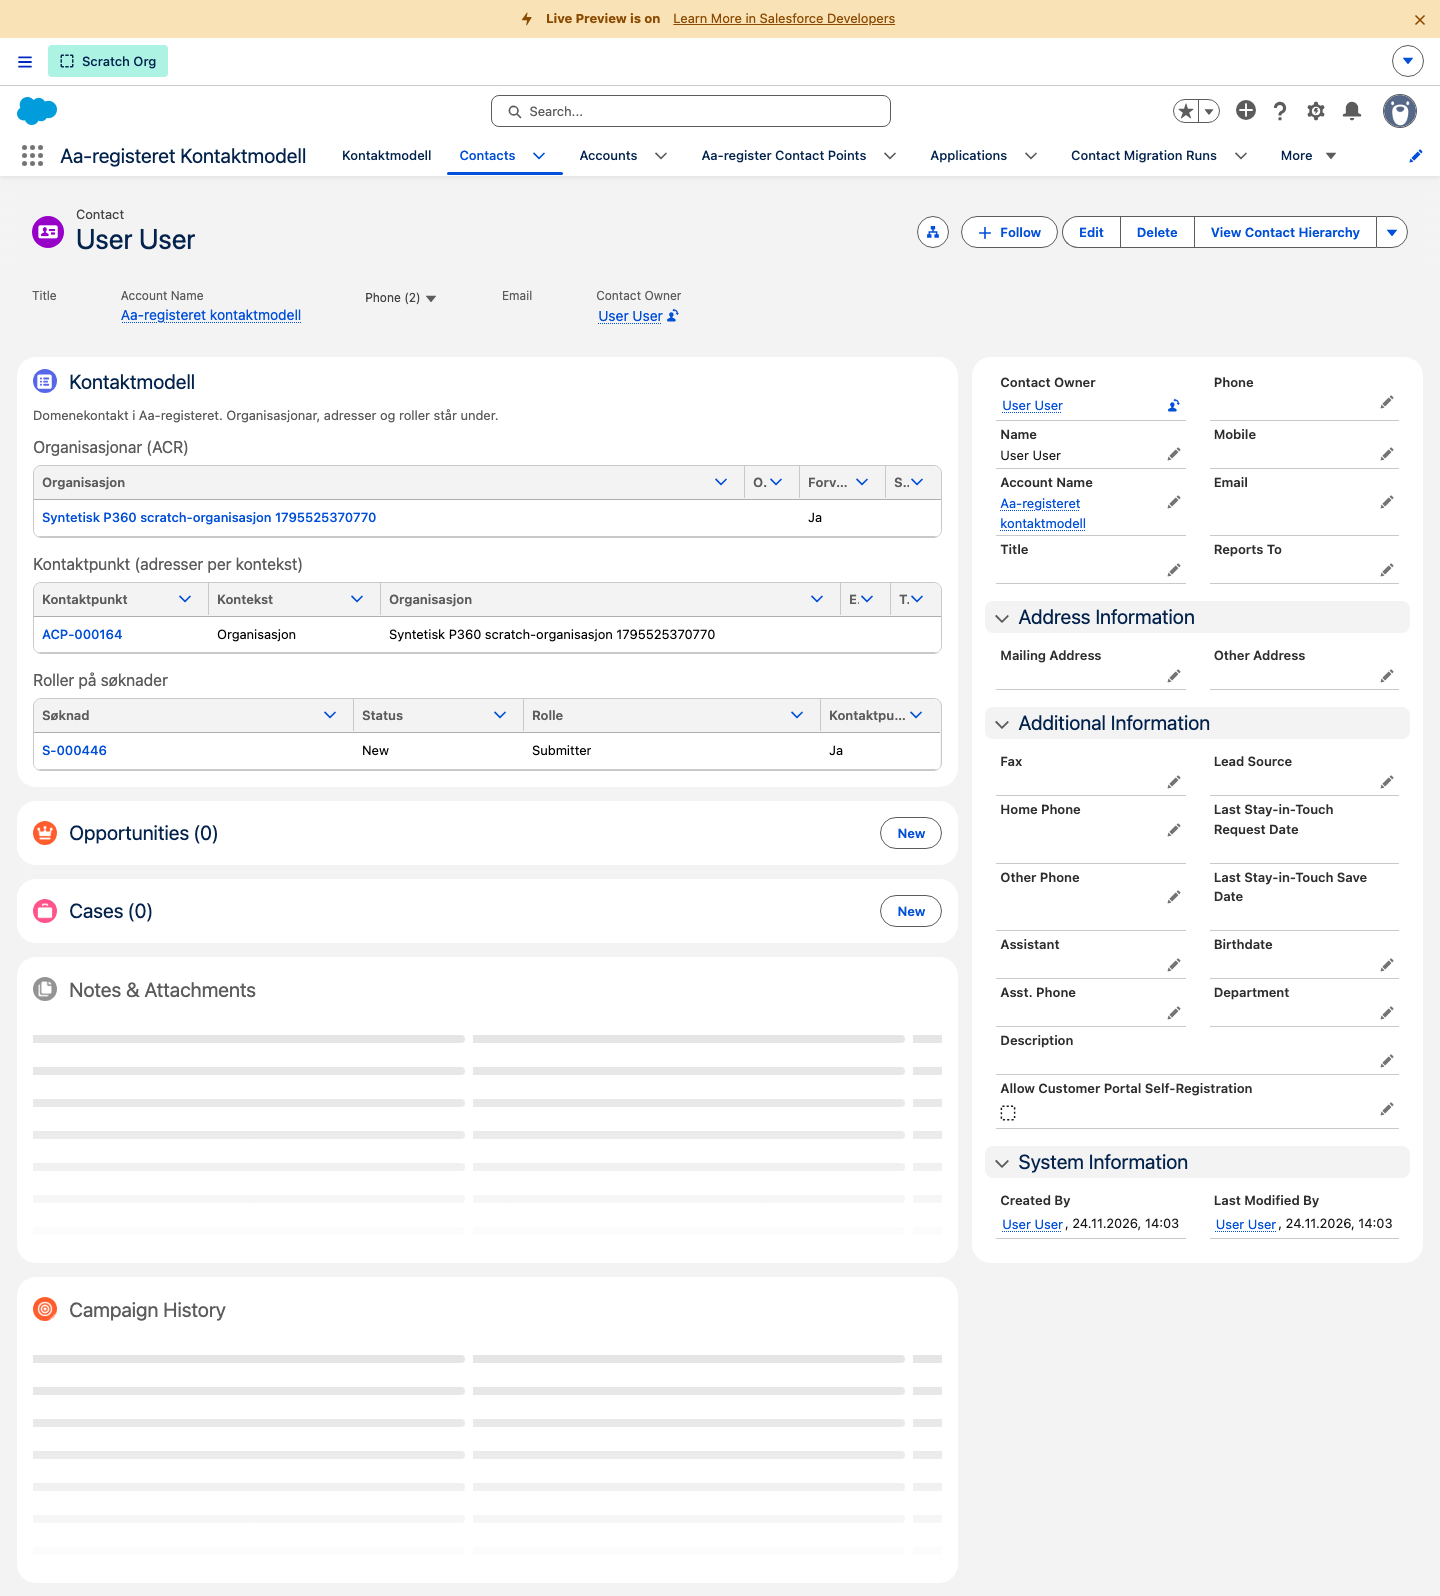 Live Preview is on Learn More in Salesforce Developers
Scratch Org
Search...
Aa-registeret Kontaktmodell Kontaktmodell Contacts Accounts Aa-register Contact Points Applications Contact Migration Runs More
Contact
User User
Follow Edit Delete View Contact Hierarchy
Title Account Name Phone (2) Email Contact Owner
Aa-registeret kontaktmodell User User
Kontaktmodell
Domenekontakt i Aa-registeret. Organisasjonar, adresser og roller står under.
Organisasjonar (ACR)
Organisasjon O. Forv... S..
Syntetisk P360 scratch-organisasjon 1795525370770 Ja
Kontaktpunkt (adresser per kontekst)
Kontaktpunkt Kontekst Organisasjon E. T.
ACP-000164 Organisasjon Syntetisk P360 scratch-organisasjon 1795525370770
Roller på søknader
Søknad Status Rolle Kontaktpu...
S-000446 New Submitter Ja
Opportunities (0) New
Cases (0) New
Notes & Attachments
Campaign History
Contact Owner Phone
User User
Name Mobile
User User
Account Name Email
Aa-registeret
kontaktmodell
Title Reports To
Address Information
Mailing Address Other Address
Additional Information
Fax Lead Source
Home Phone Last Stay-in-Touch
Request Date
Other Phone Last Stay-in-Touch Save
Date
Assistant Birthdate
Asst. Phone Department
Description
Allow Customer Portal Self-Registration
System Information
Created By Last Modified By
User User, 24.11.2026, 14:03 User User, 24.11.2026, 14:03